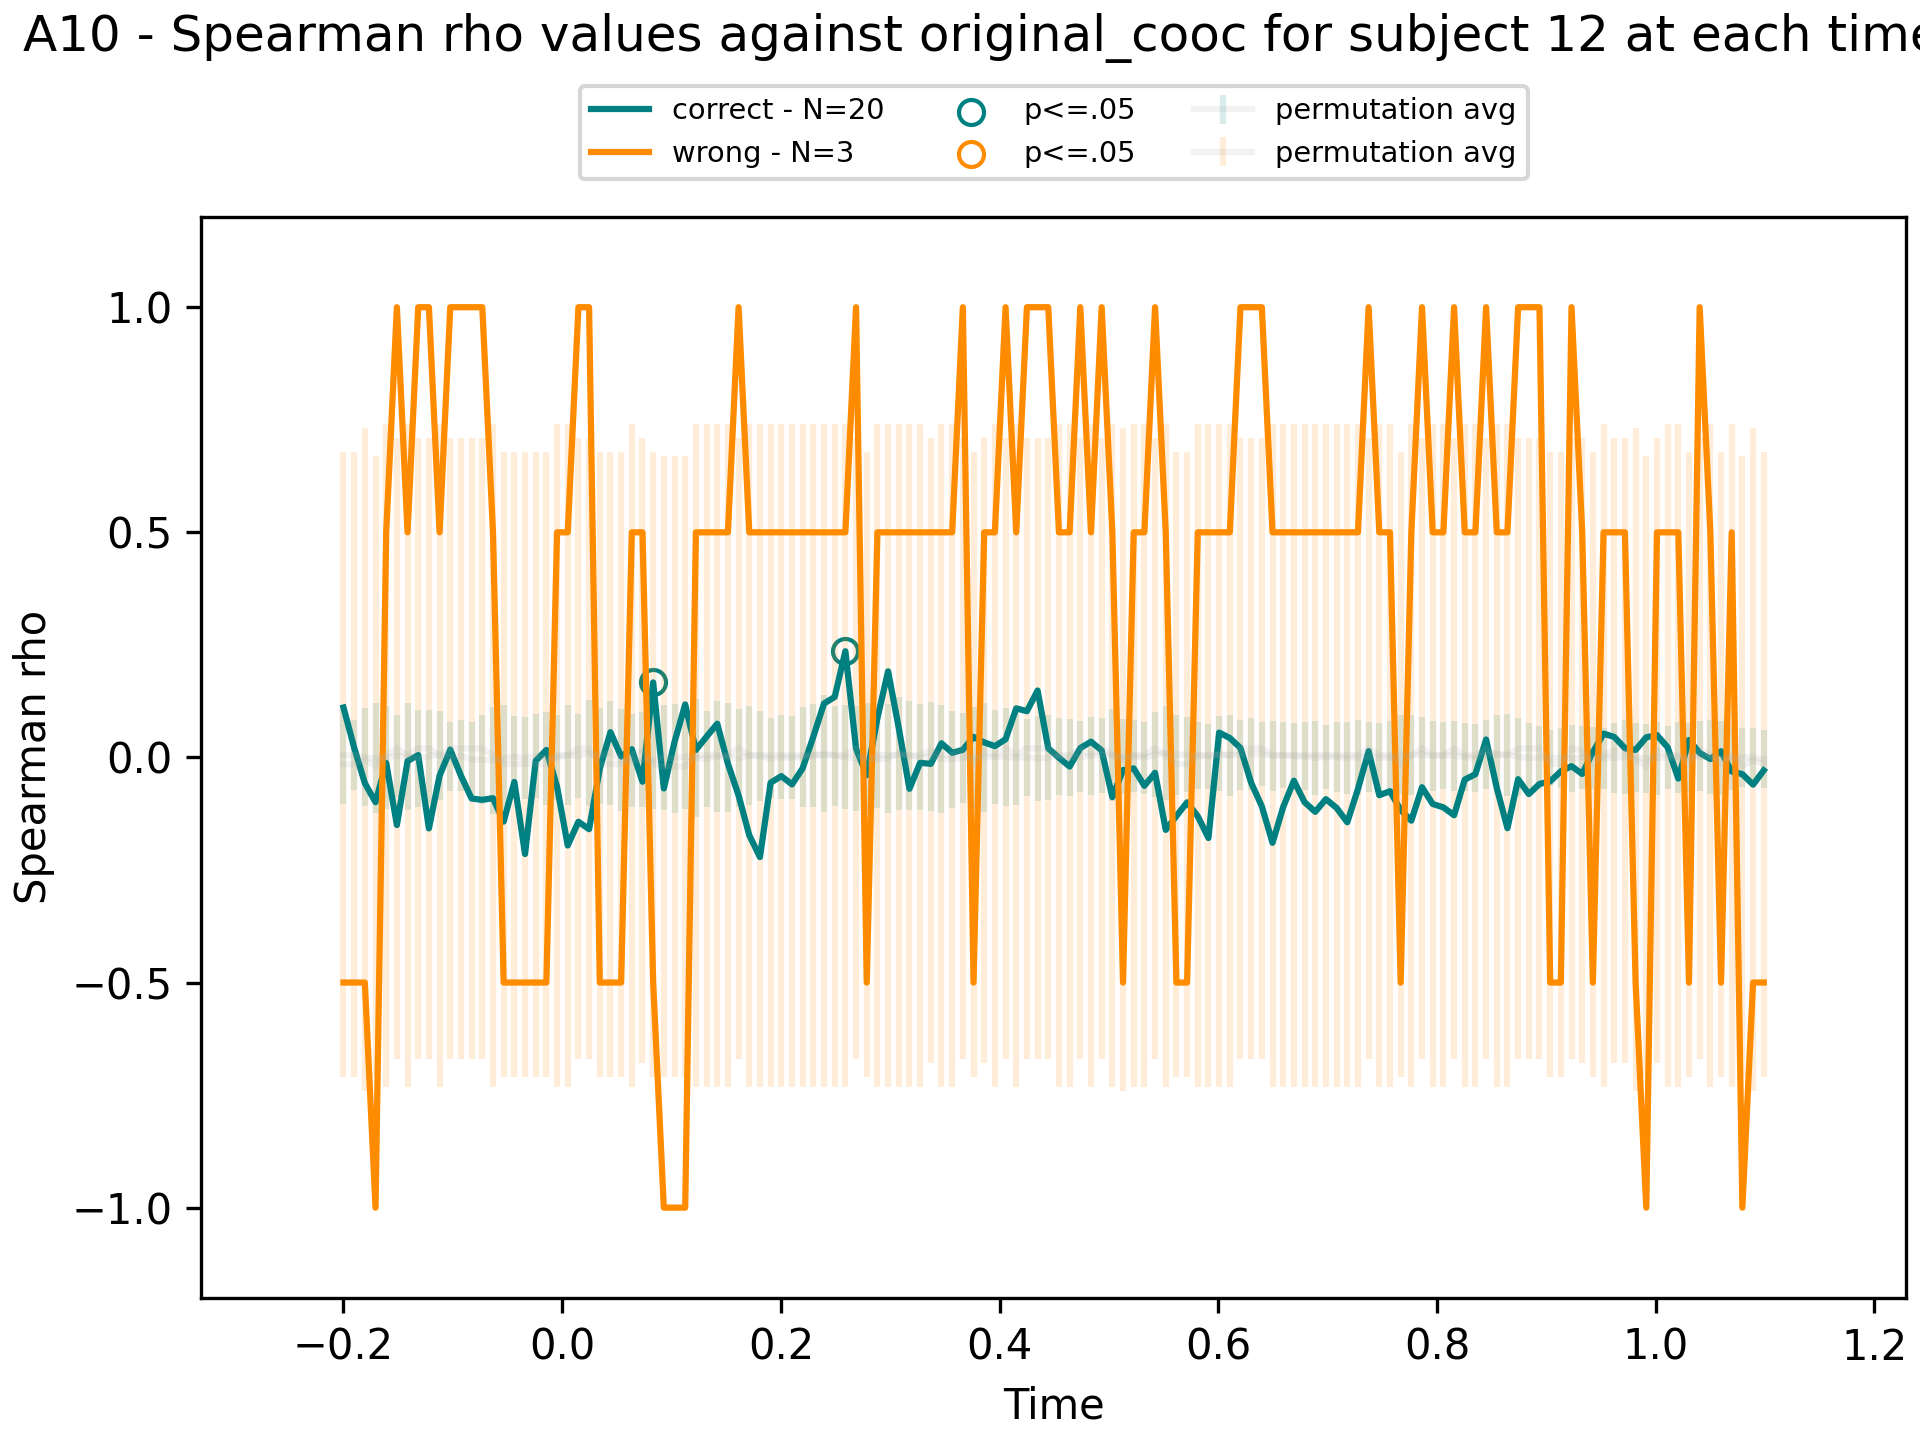 A10 - Spearman rho values against original_cooc for subject 12 at each time
correct - N=20 p<=.05 permutation avg
wrong - N=3 p<=.05 permutation avg
1.0
0.5
0.0
−0.5
−1.0
Spearman rho
−0.2 0.0 0.2 0.4 0.6 0.8 1.0 1.2
Time